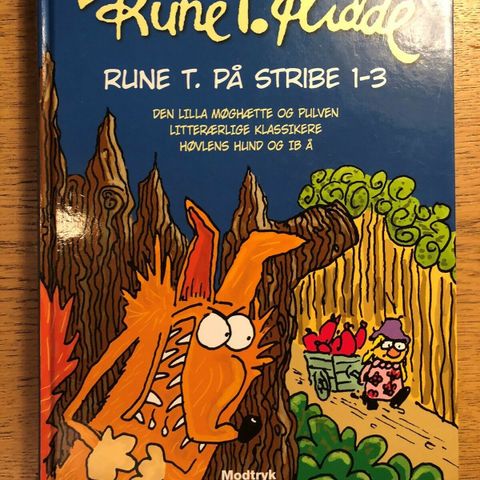 Rune T. Kidde
RUNE T. PÅ STRIBE 1-3
DEN LILLA MØGHÆTTE OG PULVEN
LITTERÆRLIGE KLASSIKERE
HØVLENS HUND OG IB Å
Modtryk